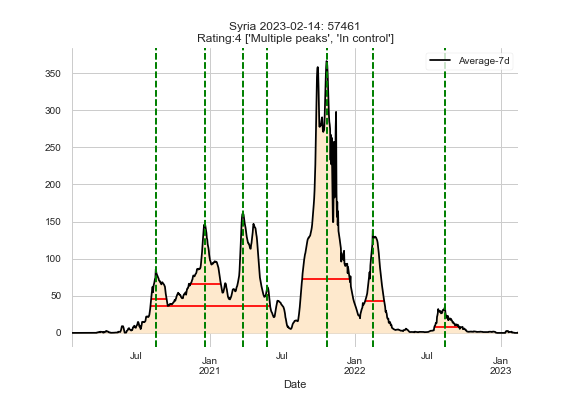 Syria 2023-02-14: 57461
Rating:4 ['Multiple peaks', 'In control']
Average-7d
350
300
250
200
150
100
50
0
Jul
Jan
2021
Jul
Jan
2022
Jul
Jan
2023
Date